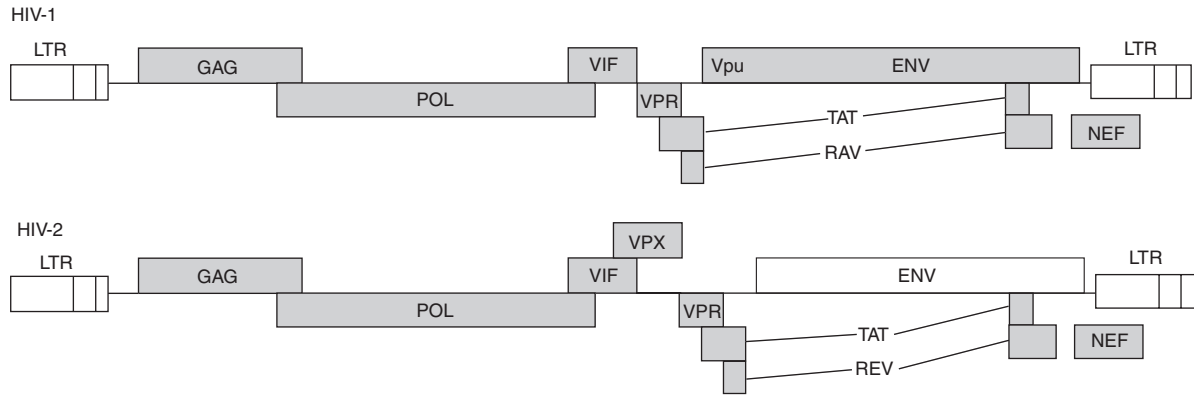 HIV-1
LTR
GAG
VIF
Vpu ENV
LTR
POL
VPR
TAT
NEF
RAV
HIV-2
VPX
LTR
GAG
VIF
ENV
LTR
POL
VPR
TAT
NEF
REV